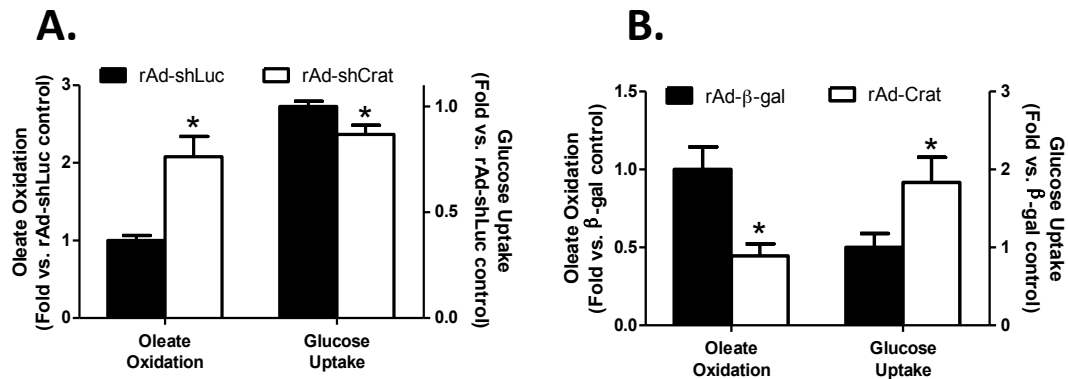 A.
rAd-shLuc rAd-shCrat
Oleate Oxidation
(Fold vs. rAd-shLuc control)
3
2
1
0
*
*
1.0
0.5
0.0
Glucose Uptake
(Fold vs. rAd-shLuc control)
Oleate
Oxidation
Glucose
Uptake
B.
rAd-β-gal rAd-Crat
Oleate Oxidation
(Fold vs. β-gal control)
1.5
1.0
0.5
0.0
*
*
3
2
1
0
Glucose Uptake
(Fold vs. β-gal control)
Oleate
Oxidation
Glucose
Uptake